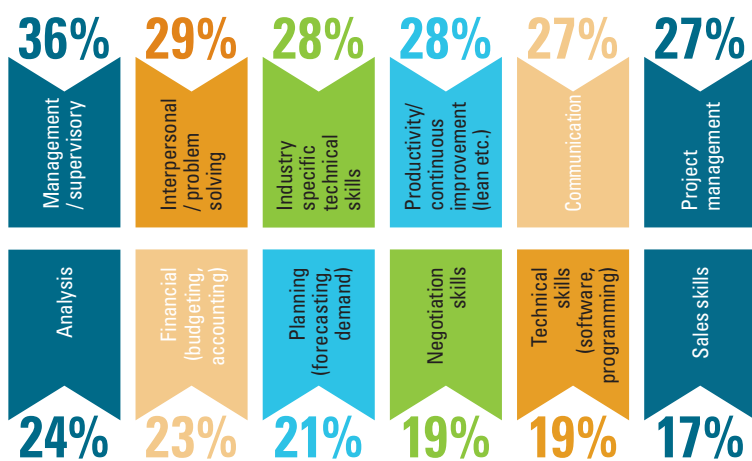 36%
Management
/ supervisory
29%
Interpersonal
/ problem
solving
28%
Industry
specific
technical
skills
28%
Productivity/
continuous
improvement
(lean etc.)
27%
Communication
27%
Project
management
Analysis
24%
Financial
(budgeting,
accounting)
23%
Planning
(forecasting,
demand)
21%
Negotiation
skills
19%
Technical
skills
(software,
programming)
19%
Sales skills
17%